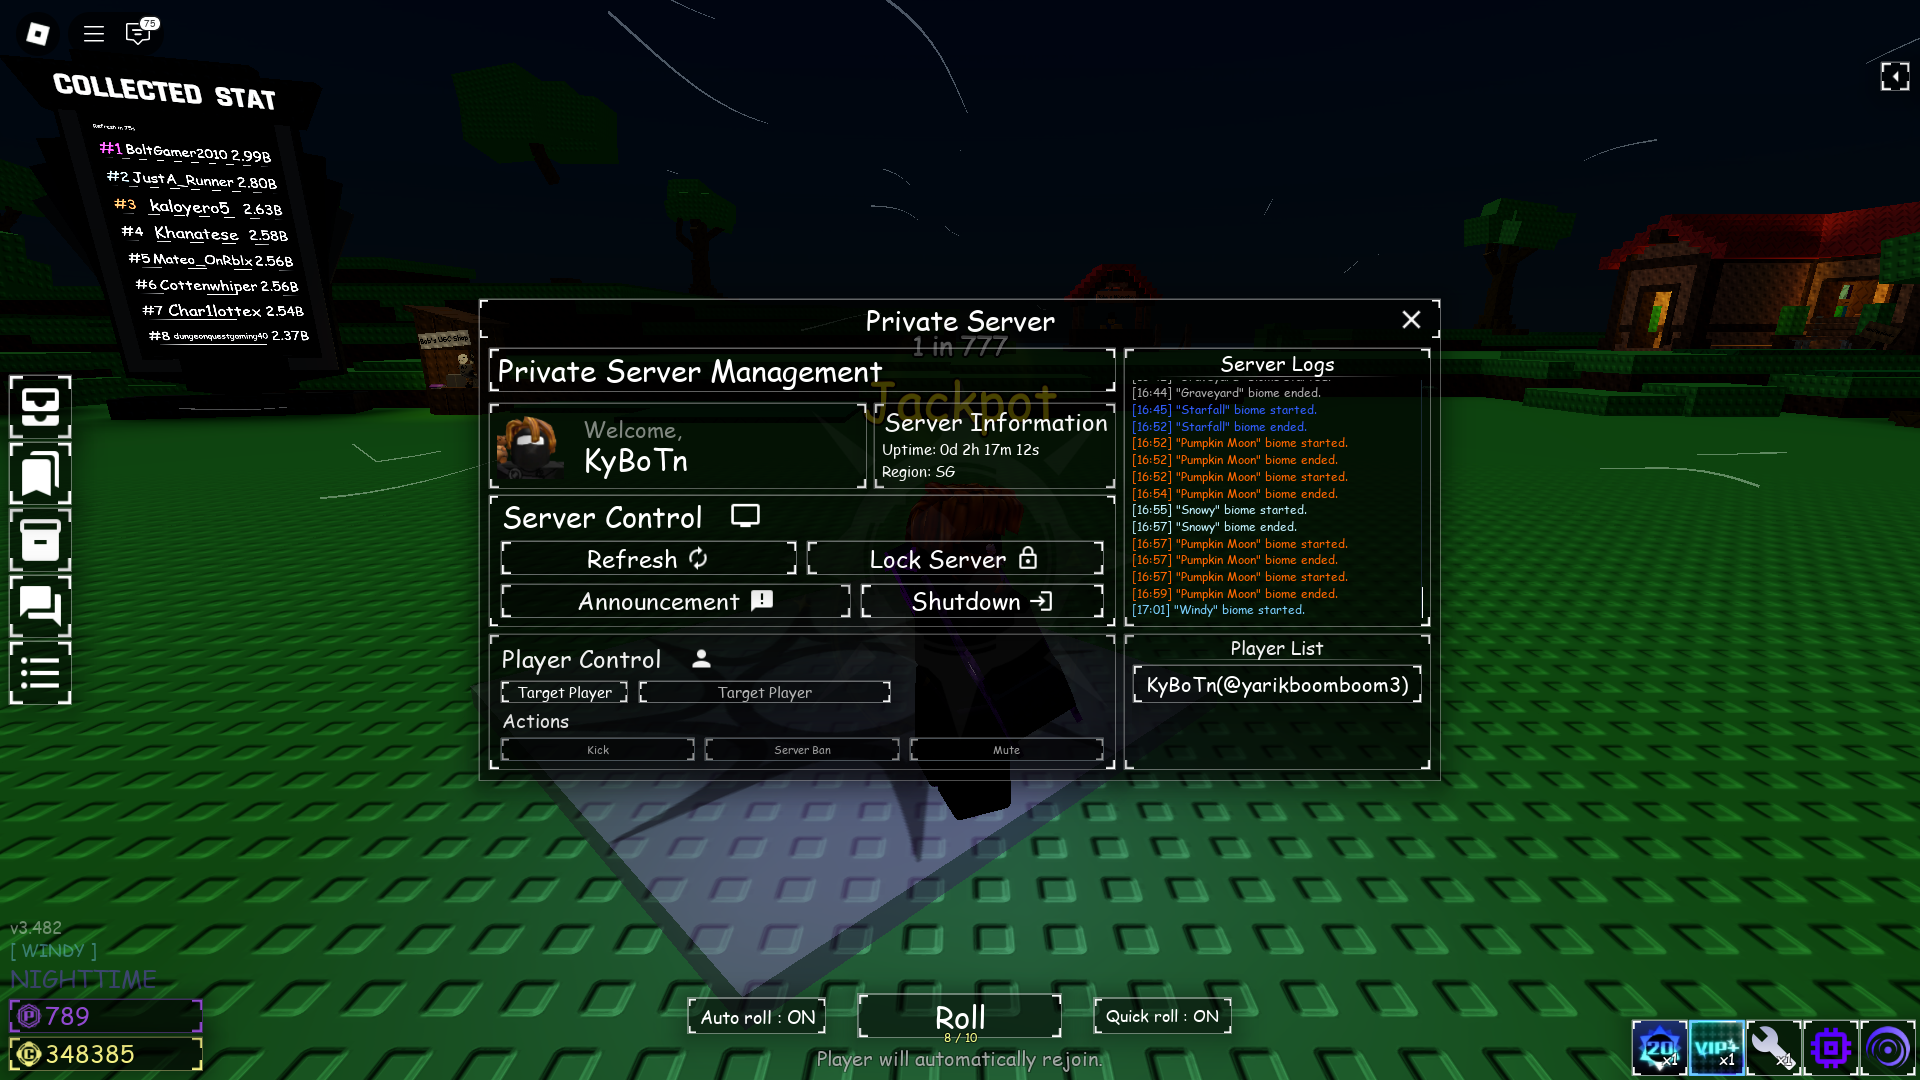 75
COLLECTED STAT
Refresh in 75s
#1 BoltGamer2010 2.99B
#2 JustA_Runner 2.80B
#3 kaloyero5 2.63B
#4 Khanatese 2.58B
#5 Mateo_OnRblx 2.56B
#6 Cottenwhiper 2.56B
#7 Char1lottex 2.54B
#8 dungeonquestgaming40 2.37B
Bob's UGC Shop
Private Server
1 in 777
Jackpot
Private Server Management
Welcome,
KyBoTn
Server Information
Uptime: 0d 2h 17m 12s
Region: SG
Server Control
Refresh
Lock Server
Announcement
Shutdown
Player Control
Target Player
Target Player
Actions
Kick
Server Ban
Mute
Server Logs
[16:44] "Graveyard" biome ended.
[16:45] "Starfall" biome started.
[16:52] "Starfall" biome ended.
[16:52] "Pumpkin Moon" biome started.
[16:52] "Pumpkin Moon" biome ended.
[16:52] "Pumpkin Moon" biome started.
[16:54] "Pumpkin Moon" biome ended.
[16:55] "Snowy" biome started.
[16:57] "Snowy" biome ended.
[16:57] "Pumpkin Moon" biome started.
[16:57] "Pumpkin Moon" biome ended.
[16:57] "Pumpkin Moon" biome started.
[16:59] "Pumpkin Moon" biome ended.
[17:01] "Windy" biome started.
Player List
KyBoTn(@yarikboomboom3)
v3.482
[ WINDY ]
NIGHTTIME
789
348385
Auto roll : ON
Roll
8 / 10
Quick roll : ON
Player will automatically rejoin.
20 x1
VIP+ x1
x1